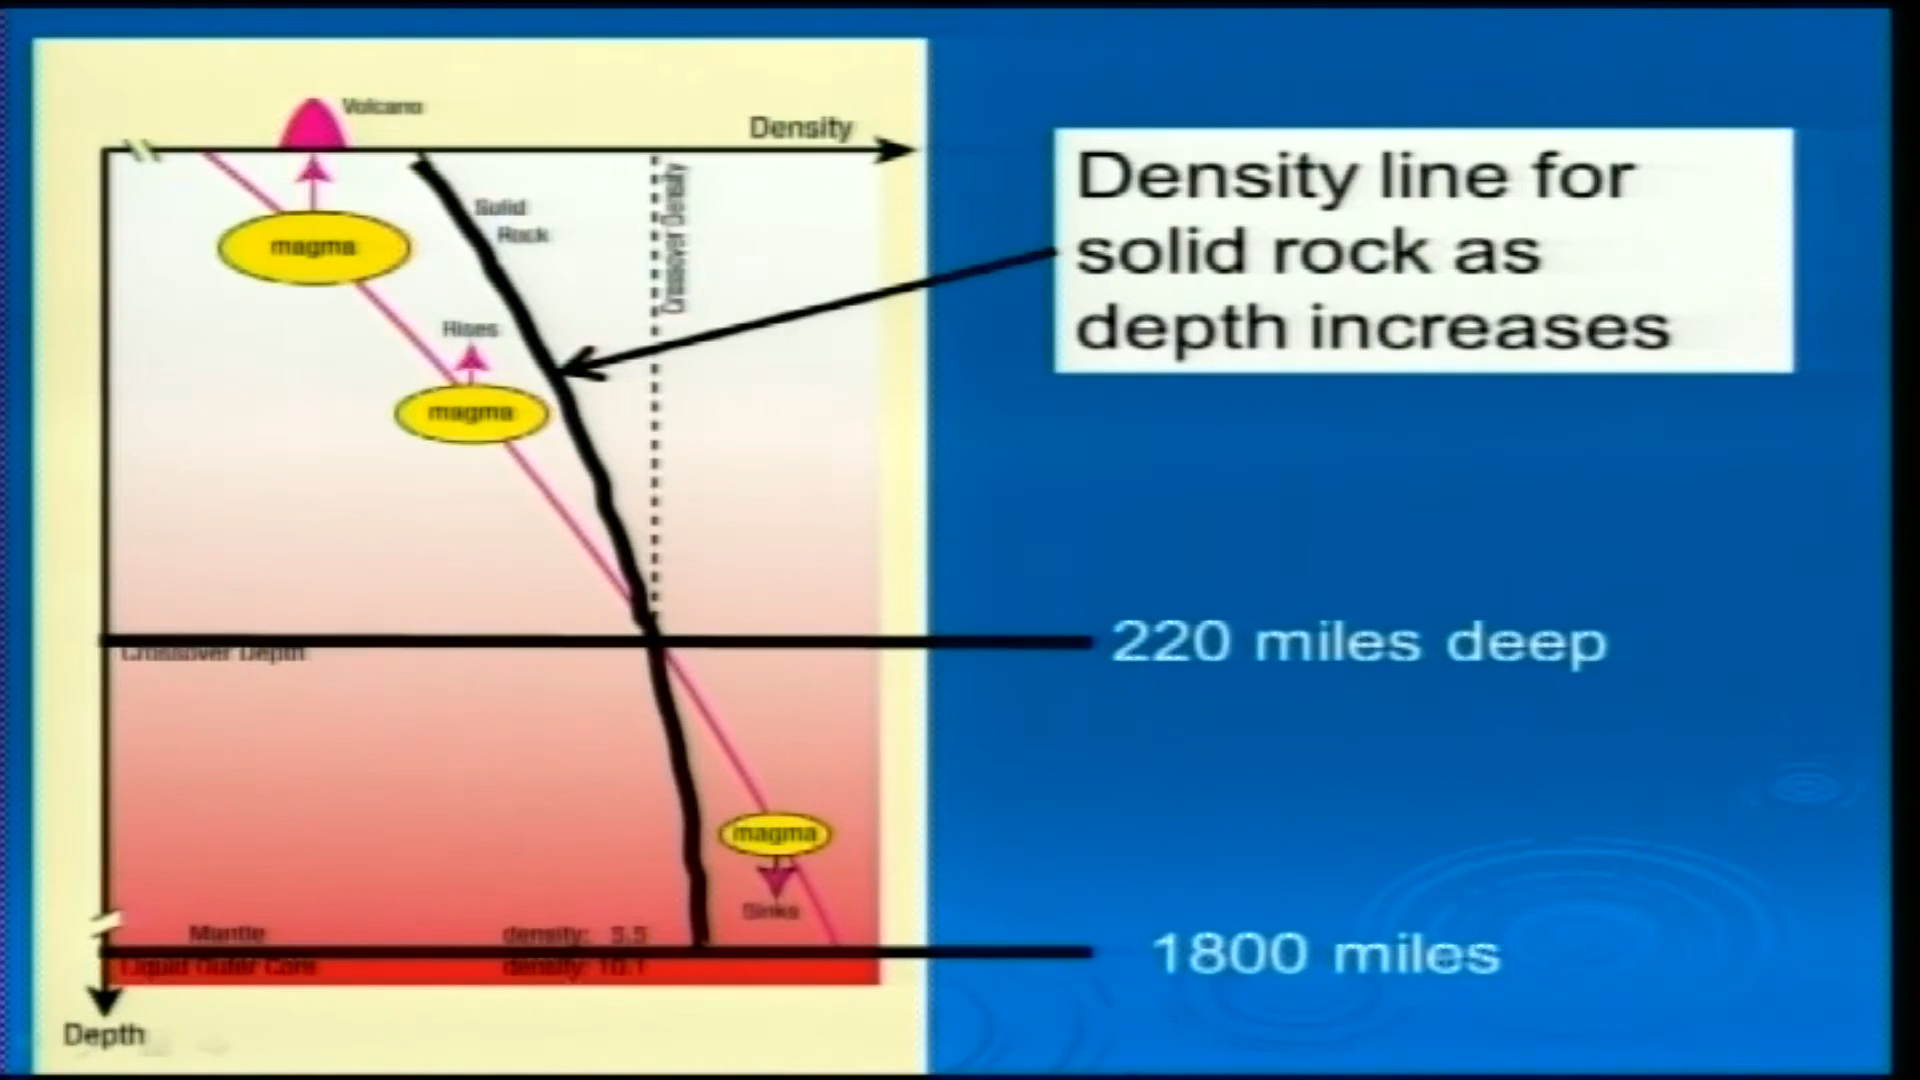 Volcano
Density
magma
Solid
Rock
Crossover Density
Rises
magma
Density line for
solid rock as
depth increases
Crossover Depth
220 miles deep
magma
Sinks
Mantle density: 5.5
Liquid Outer Core density: 10.1
1800 miles
Depth